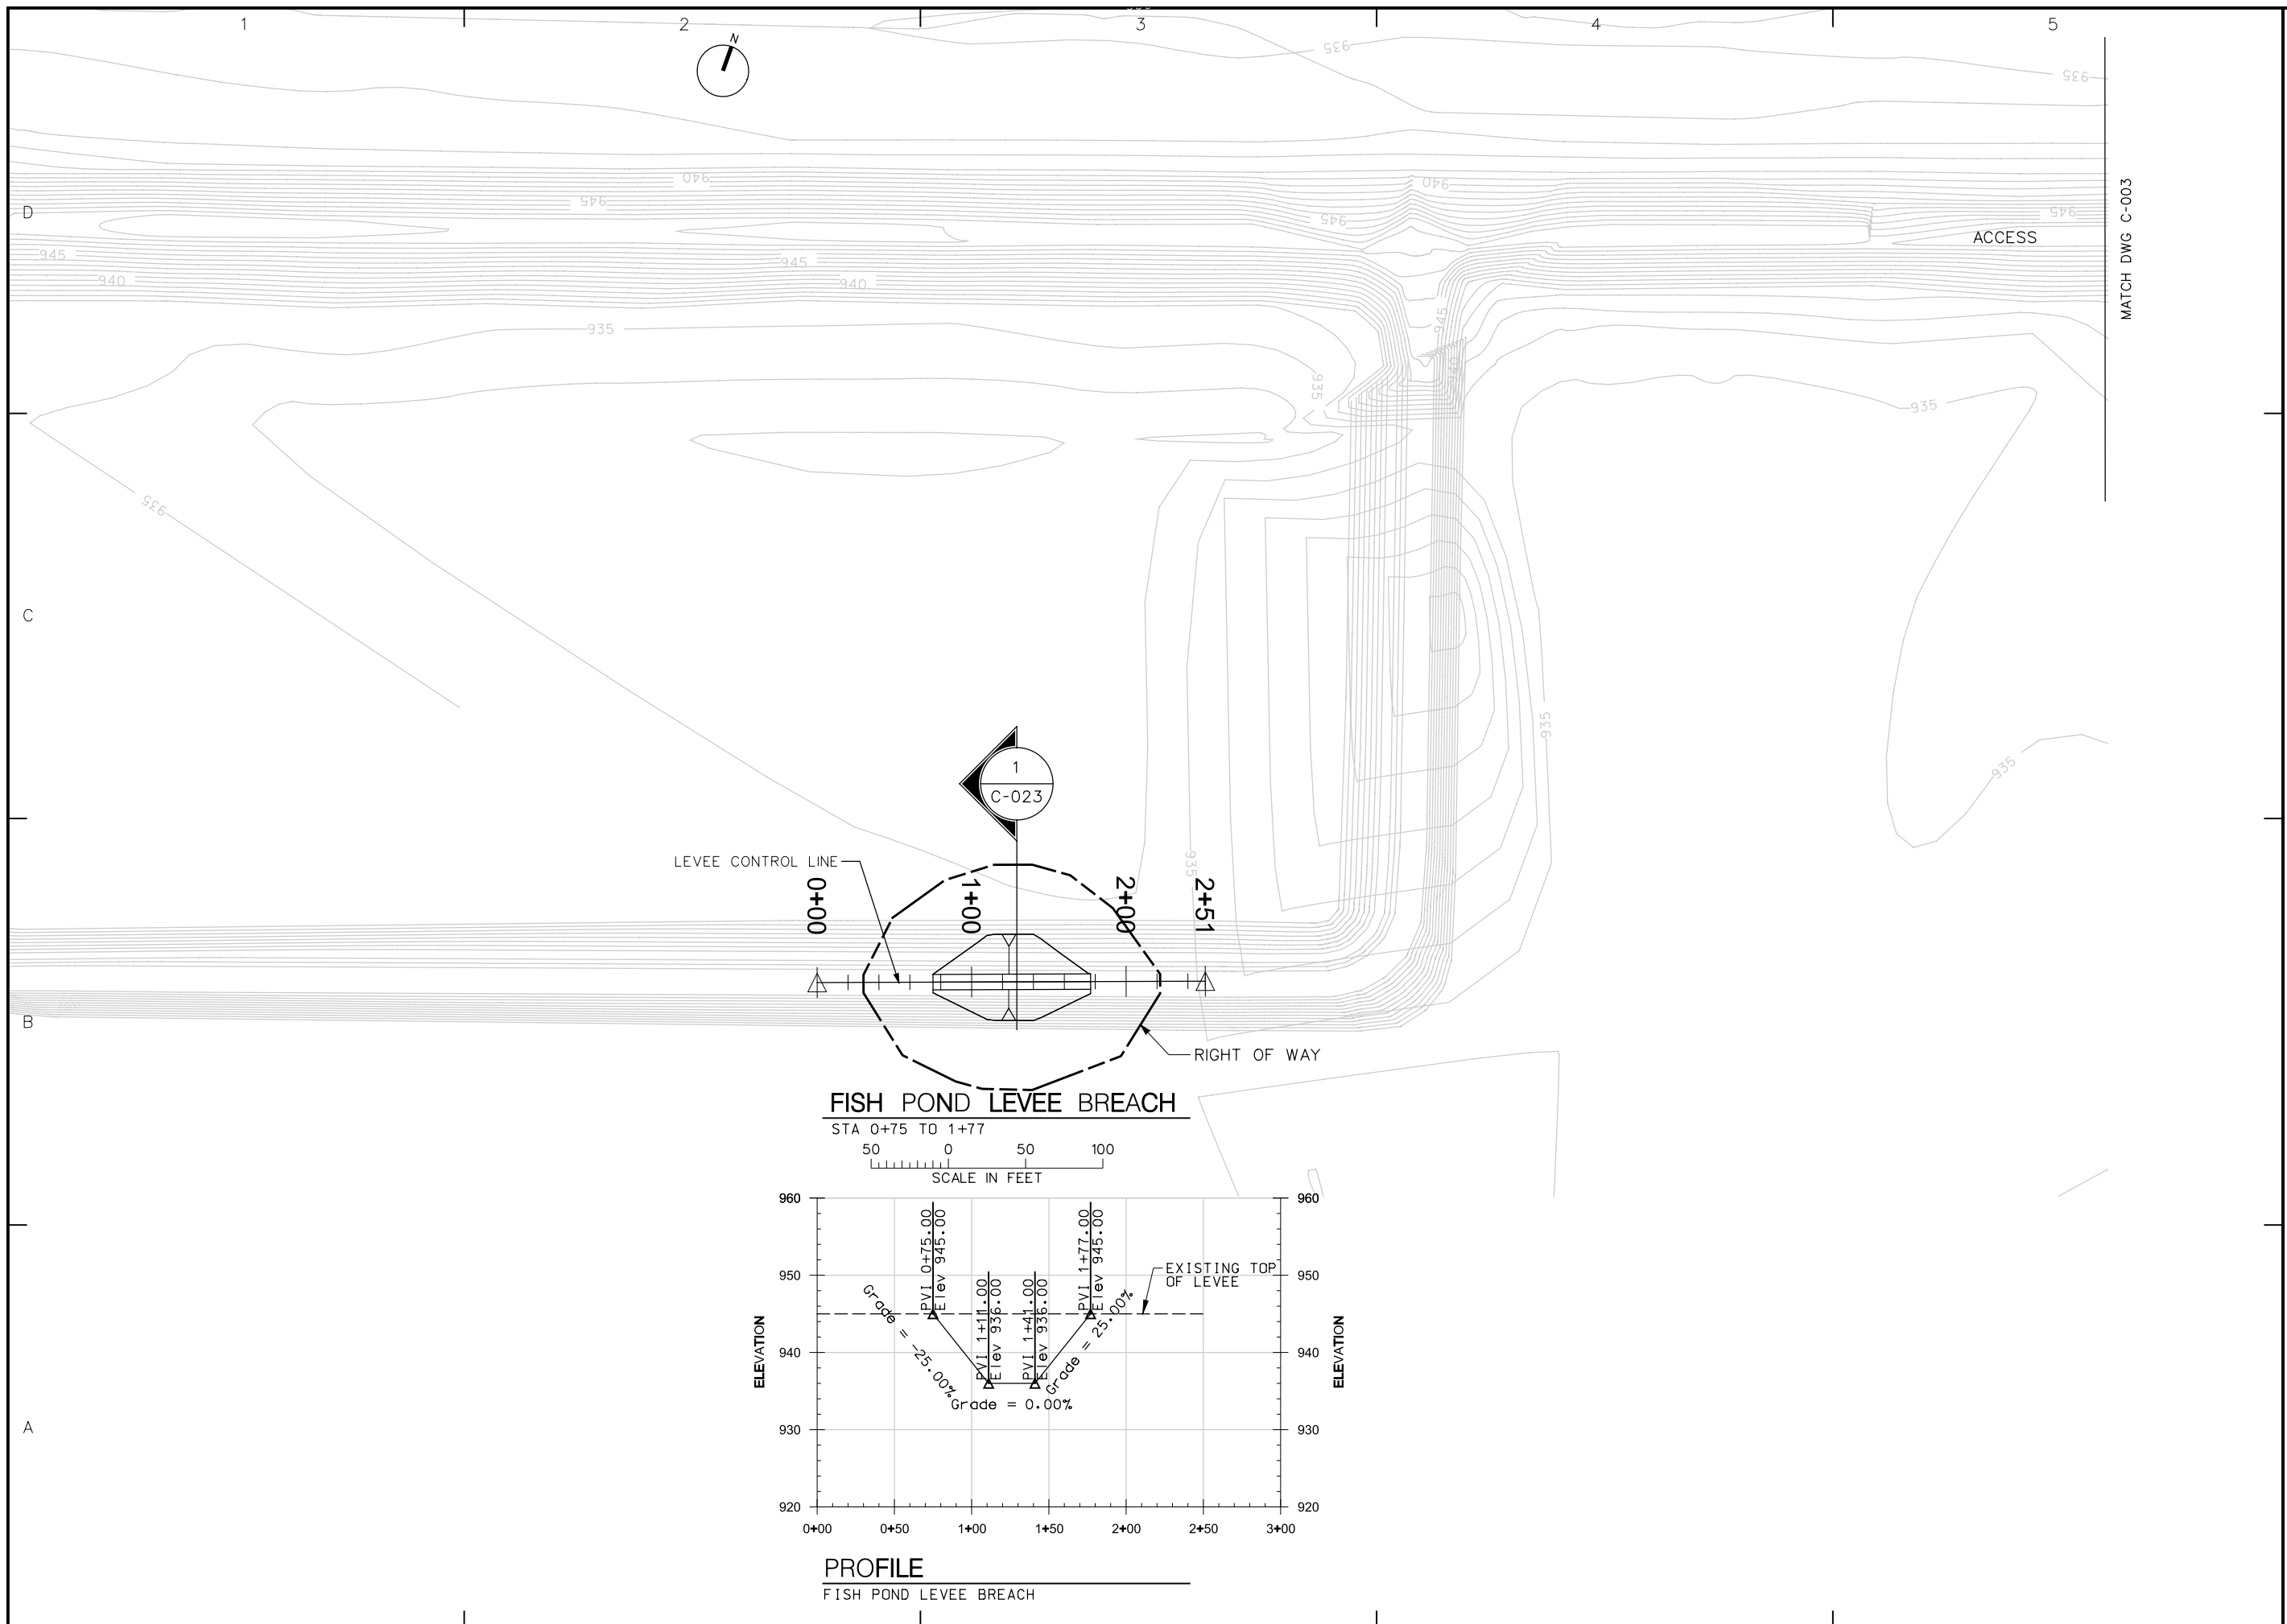 1 2 3 4 5
N
935
935
940
940
945
945
945
945
945
945
940
940
935
935
945
940
935
935
935
935
935
935
D
C
B
A
ACCESS
MATCH DWG C-003
1
C-023
LEVEE CONTROL LINE
0+00
1+00
2+00
2+51
RIGHT OF WAY
FISH POND LEVEE BREACH
STA 0+75 TO 1+77
50 0 50 100
SCALE IN FEET
960 960
950 950
940 940
930 930
920 920
ELEVATION
ELEVATION
PVI 0+75.00
Elev 945.00
PVI 1+11.00
Elev 936.00
PVI 1+41.00
Elev 936.00
PVI 1+77.00
Elev 945.00
Grade = -25.00%
Grade = 0.00%
Grade = 25.00%
EXISTING TOP
OF LEVEE
0+00 0+50 1+00 1+50 2+00 2+50 3+00
PROFILE
FISH POND LEVEE BREACH